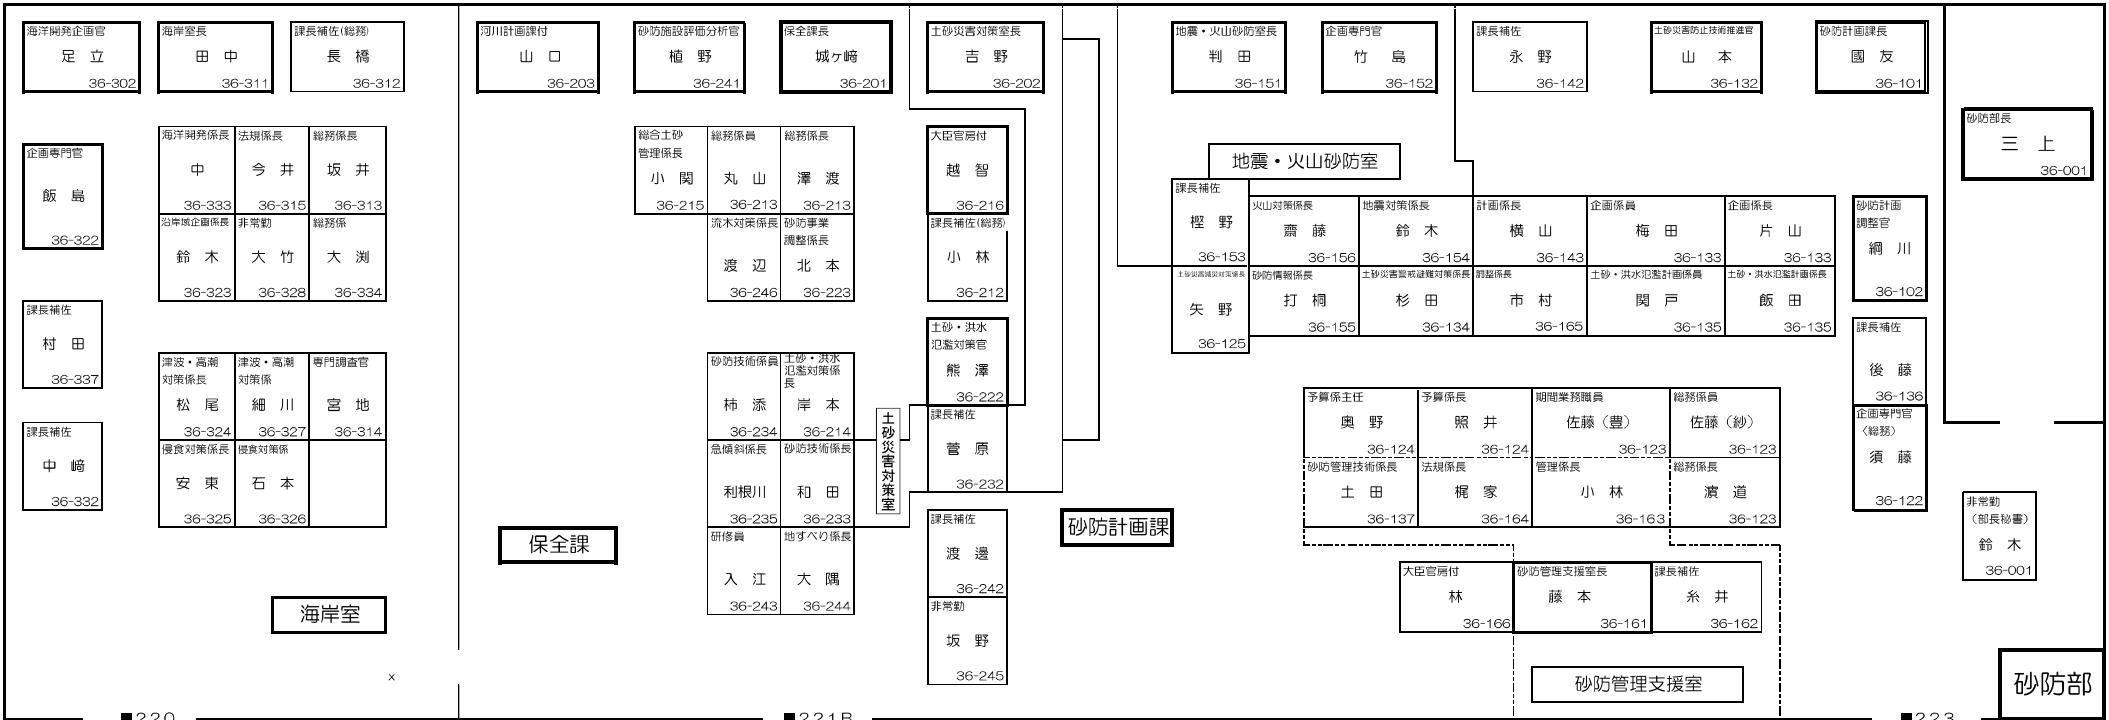 海洋開発企画官
足 立
36-302
海岸室長
田 中
36-311
課長補佐(総務)
長 橋
36-312
河川計画課付
山 口
36-203
砂防施設評価分析官
植 野
36-241
保全課長
城ヶ﨑
36-201
土砂災害対策室長
吉 野
36-202
地震・火山砂防室長
判 田
36-151
企画専門官
竹 島
36-152
課長補佐
永 野
36-142
土砂災害防止技術推進官
山 本
36-132
砂防計画課長
國 友
36-101
砂防部長
三 上
36-001
企画専門官
飯 島
36-322
海洋開発係長
中
36-333
法規係長
今 井
36-315
総務係長
坂 井
36-313
沿岸域企画係長
鈴 木
36-323
非常勤
大 竹
36-328
総務係
大 渕
36-334
課長補佐
村 田
36-337
課長補佐
中 﨑
36-332
津波・高潮
対策係長
松 尾
36-324
津波・高潮
対策係
細 川
36-327
専門調査官
宮 地
36-314
侵食対策係長
安 東
36-325
侵食対策係
石 本
36-326
海岸室
x
総合土砂
管理係長
小 関
36-215
総務係員
丸 山
36-213
総務係長
澤 渡
36-213
流木対策係長
渡 辺
36-246
砂防事業
調整係長
北 本
36-223
大臣官房付
越 智
36-216
課長補佐(総務)
小 林
36-212
土砂・洪水
氾濫対策官
熊 澤
36-222
課長補佐
菅 原
36-232
課長補佐
渡 邊
36-242
非常勤
坂 野
36-245
砂防技術係員
柿 添
36-234
土砂・洪水
氾濫対策係
長
岸 本
36-214
急傾斜係長
利根川
36-235
砂防技術係長
和 田
36-233
研修員
入 江
36-243
地すべり係長
大 隅
36-244
土砂災害対策室
保全課
砂防計画課
地震・火山砂防室
課長補佐
樫 野
36-153
火山対策係長
齋 藤
36-156
地震対策係長
鈴 木
36-154
計画係長
横 山
36-143
企画係員
梅 田
36-133
企画係長
片 山
36-133
土砂災害減災対策係長
矢 野
36-125
砂防情報係長
打 桐
36-155
土砂災害警戒避難対策係長
杉 田
36-134
調整係長
市 村
36-165
土砂・洪水氾濫計画係員
関 戸
36-135
土砂・洪水氾濫計画係長
飯 田
36-135
砂防計画
調整官
綱 川
36-102
課長補佐
後 藤
36-136
企画専門官
〈総務〉
須 藤
36-122
予算係主任
奥 野
36-124
予算係長
照 井
36-124
期間業務職員
佐藤（豊）
36-123
総務係員
佐藤（紗）
36-123
砂防管理技術係長
土 田
36-137
法規係長
梶 家
36-164
管理係長
小 林
36-163
総務係長
濵 道
36-123
大臣官房付
林
36-166
砂防管理支援室長
藤 本
36-161
課長補佐
糸 井
36-162
砂防管理支援室
非常勤
（部長秘書）
鈴 木
36-001
砂防部
■220
■221B
■223